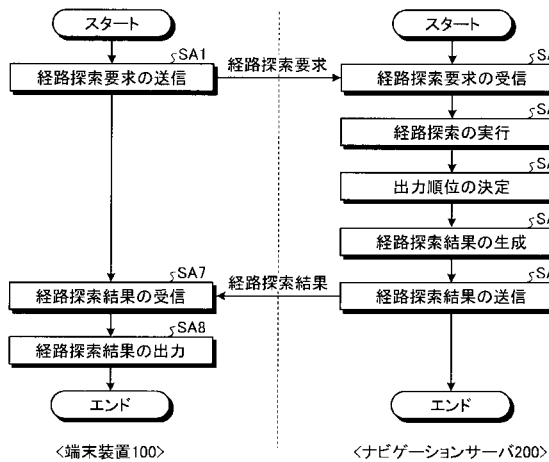 スタート
SA1
経路探索要求の送信
経路探索要求
スタート
SA
経路探索要求の受信
SA
経路探索の実行
SA
出力順位の決定
SA
経路探索結果の生成
SA
経路探索結果の送信
経路探索結果
SA7
経路探索結果の受信
SA8
経路探索結果の出力
エンド
エンド
<端末装置100>
<ナビゲーションサーバ200>